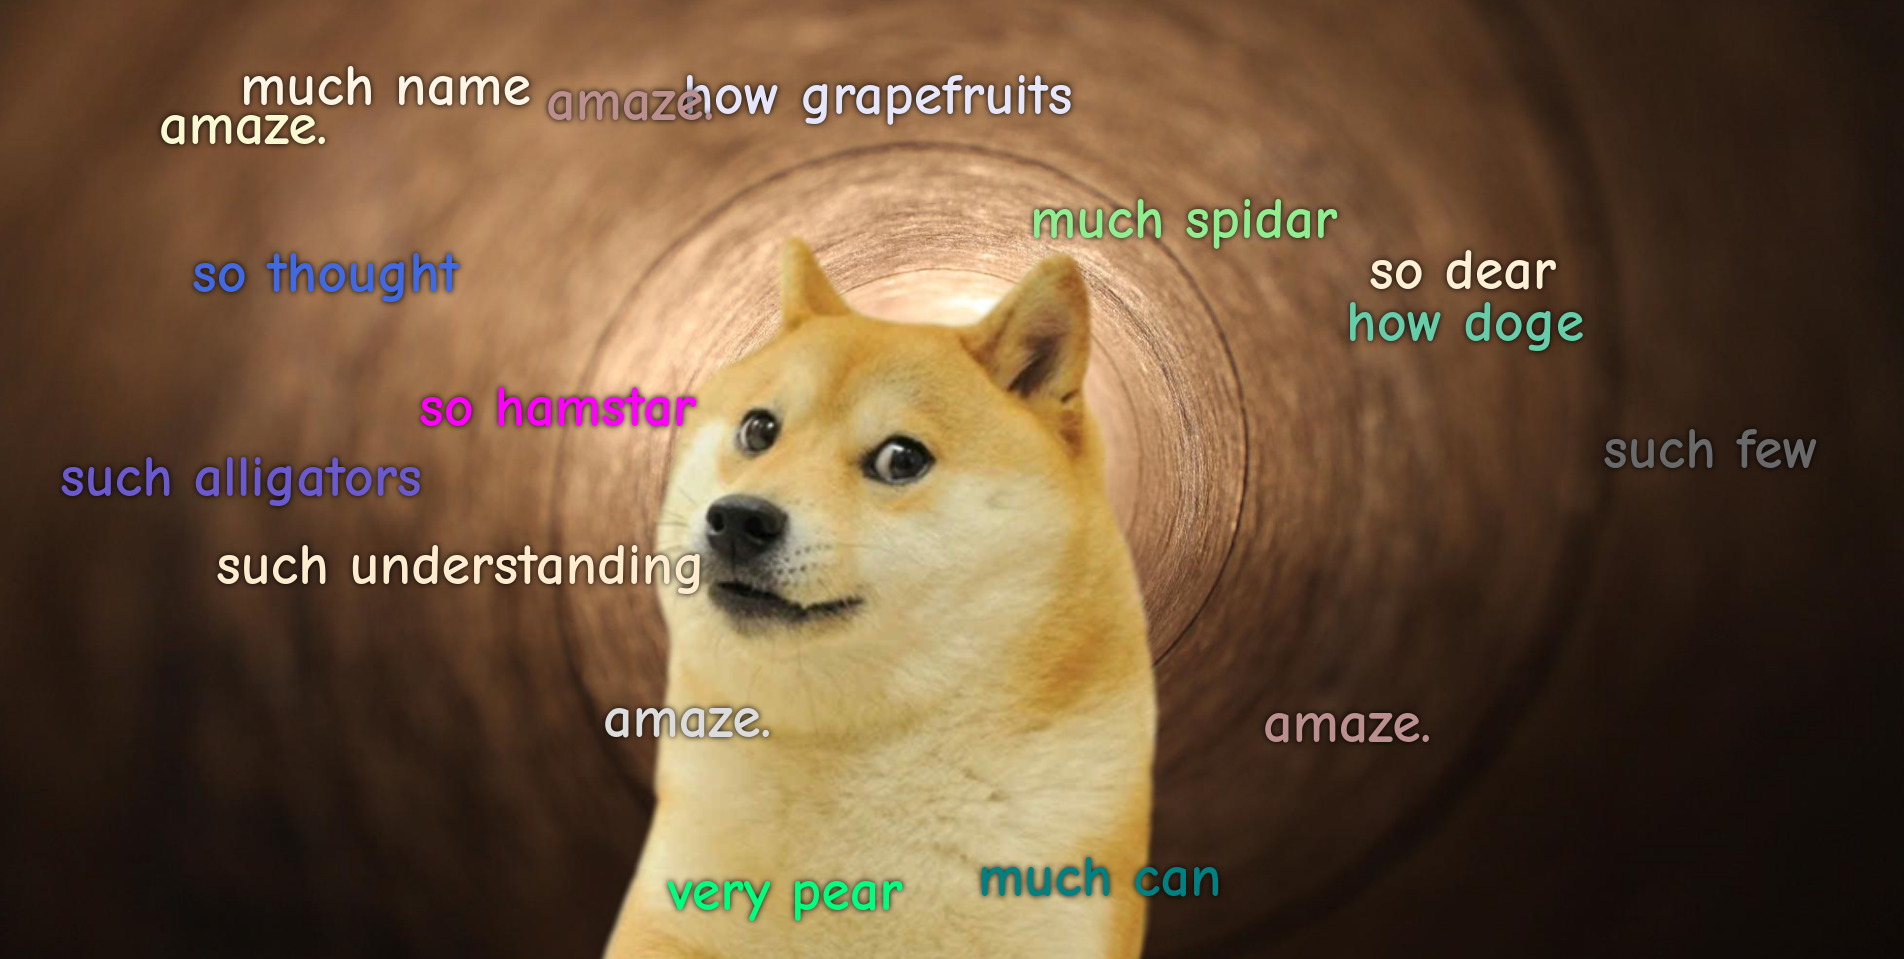 much name
amaze.
amaze.
how grapefruits
much spidar
so thought
so dear
how doge
so hamstar
such few
such alligators
such understanding
amaze.
amaze.
very pear
much can